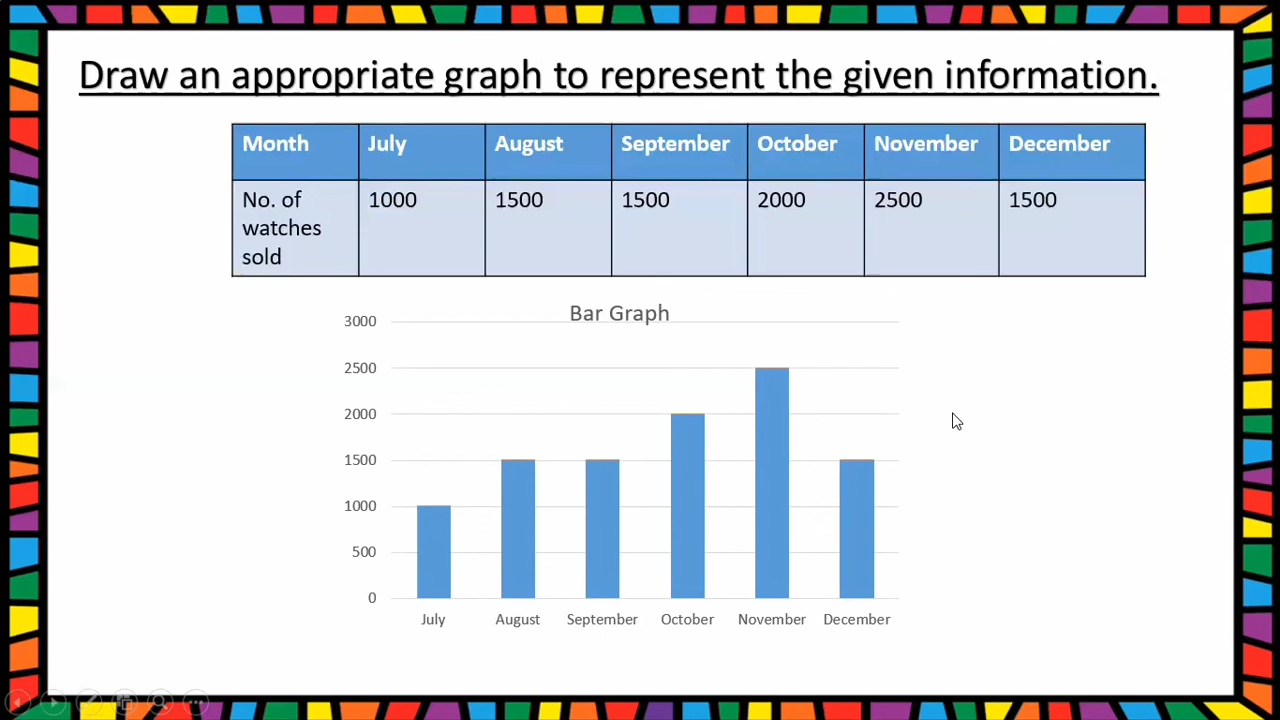 Draw an appropriate graph to represent the given information.
Month July August September October November December
No. of watches sold 1000 1500 1500 2000 2500 1500
Bar Graph
3000
2500
2000
1500
1000
500
0
July August September October November December